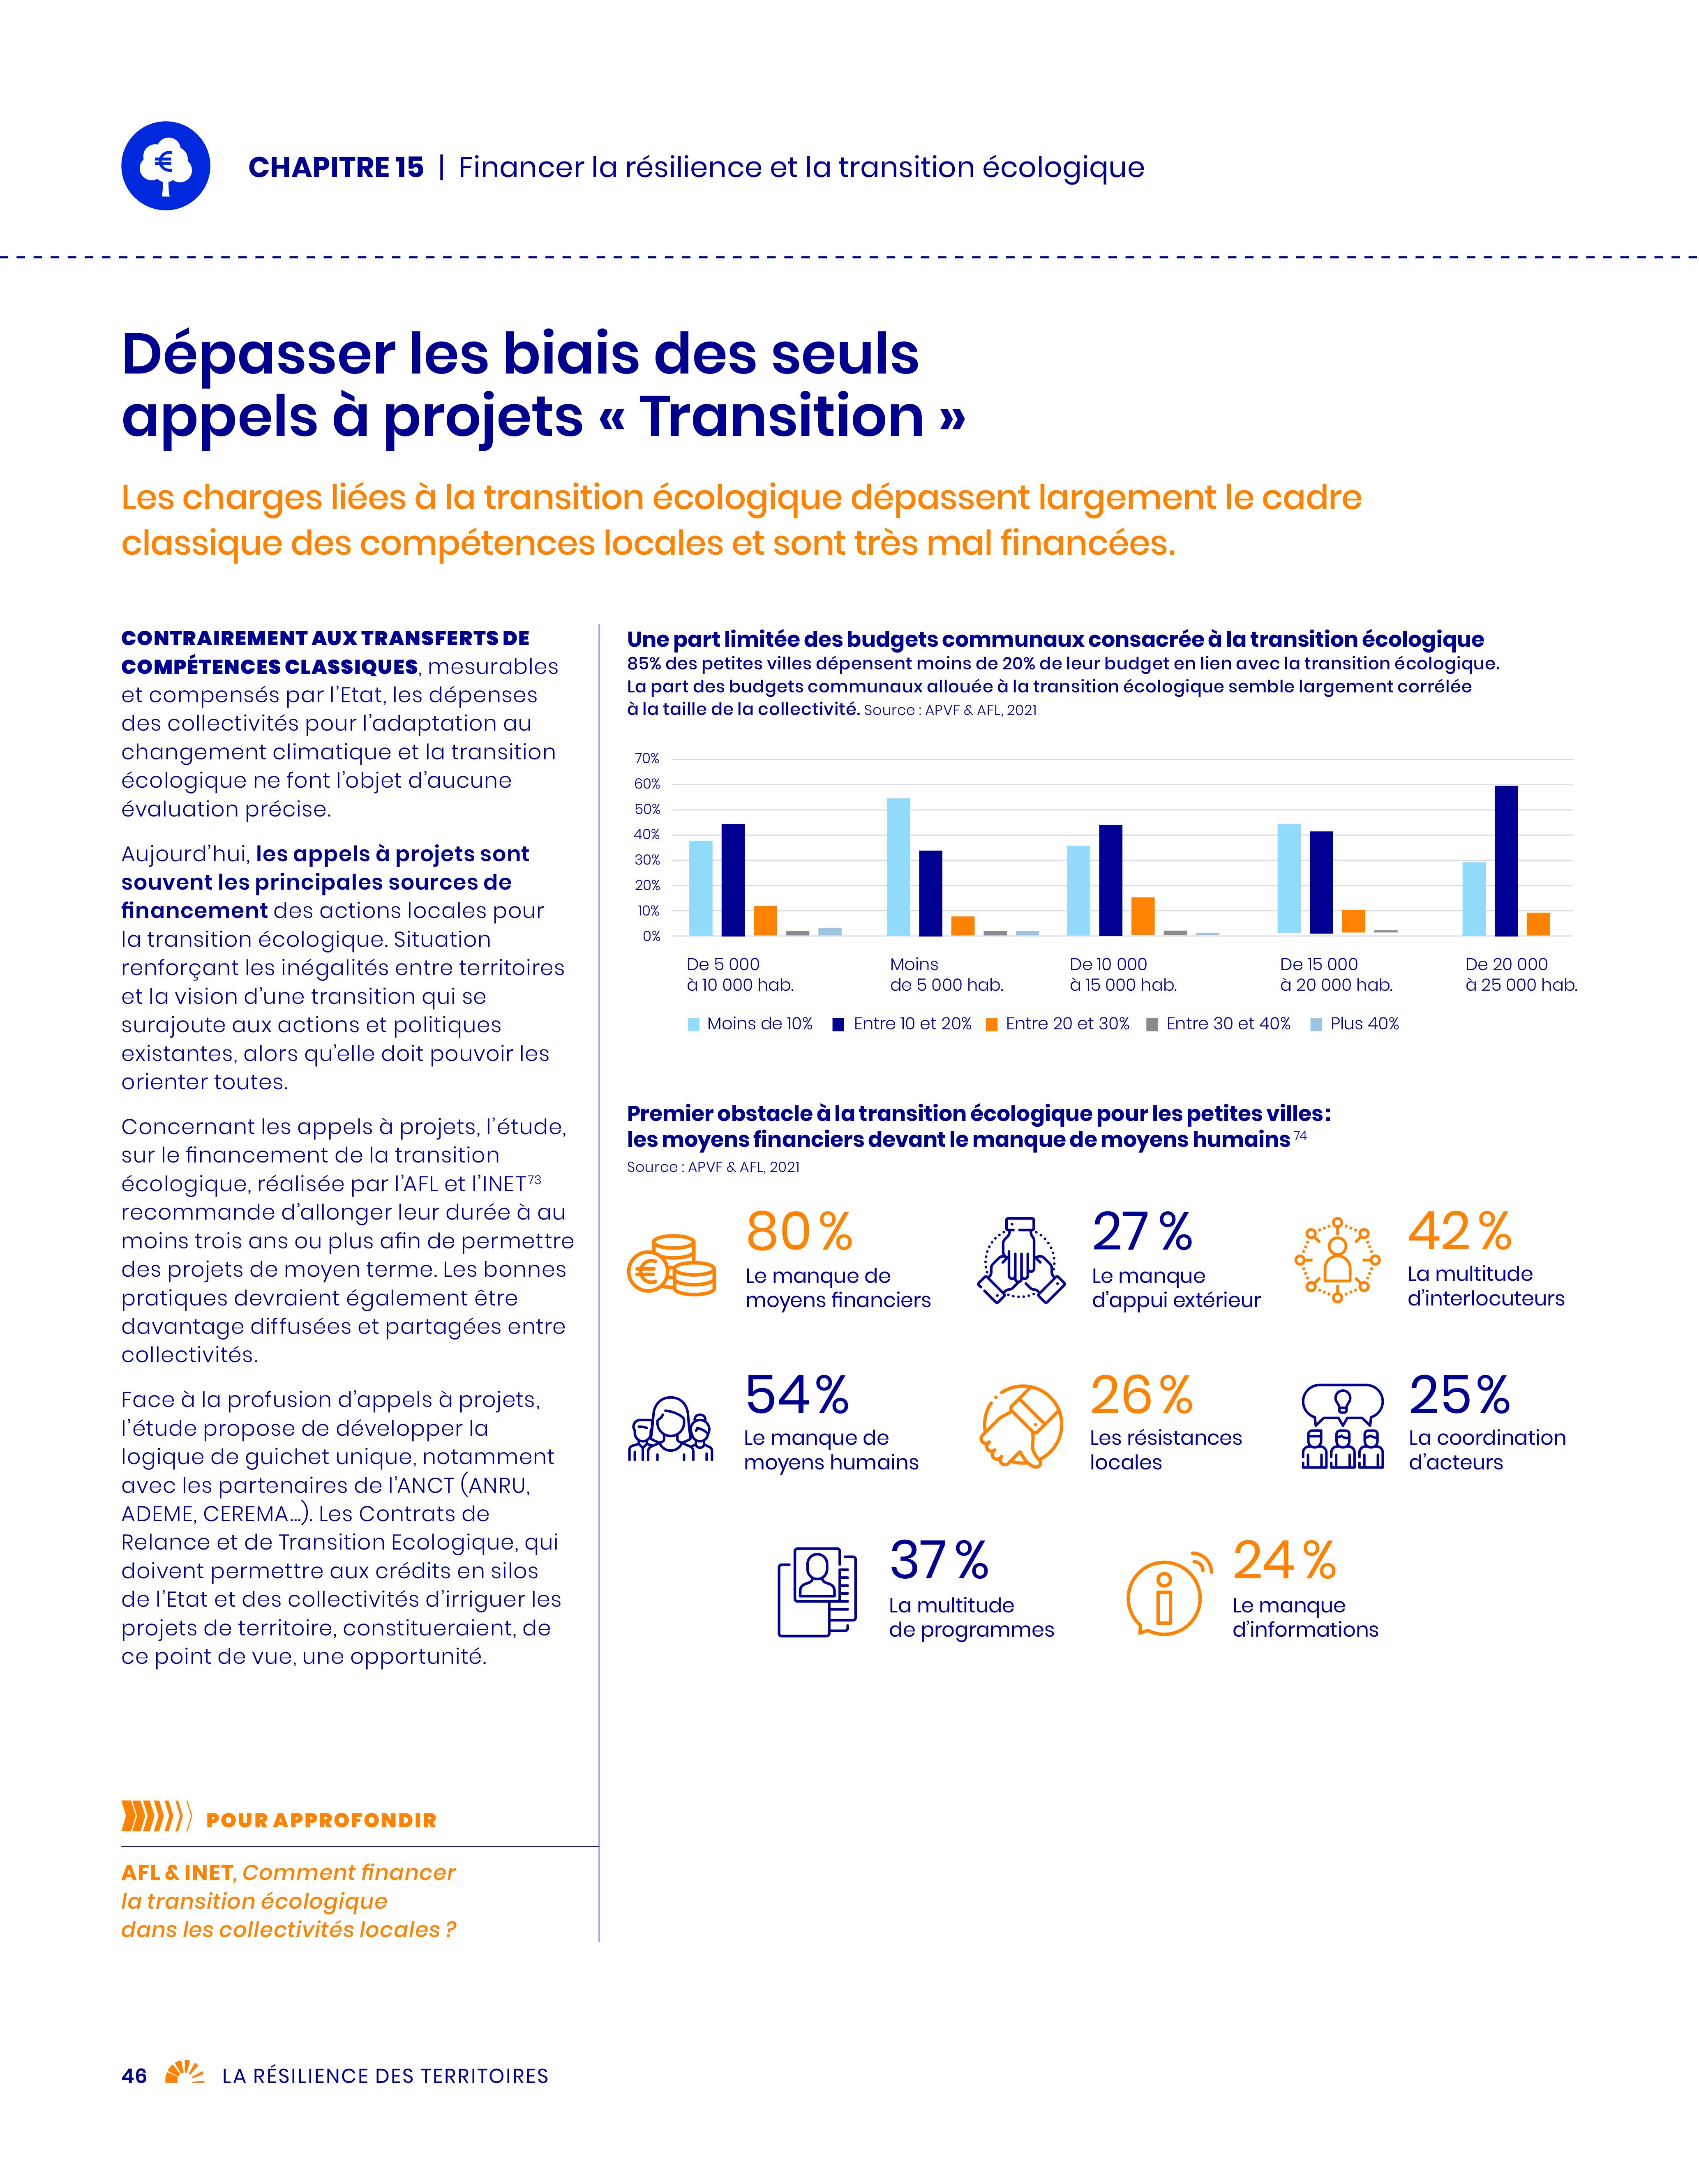 CHAPITRE 15 | Financer la résilience et la transition écologique
Dépasser les biais des seuls
appels à projets « Transition »
Les charges liées à la transition écologique dépassent largement le cadre
classique des compétences locales et sont très mal financées.
CONTRAIREMENT AUX TRANSFERTS DE
COMPÉTENCES CLASSIQUES, mesurables
et compensés par l'Etat, les dépenses
des collectivités pour l'adaptation au
changement climatique et la transition
écologique ne font l'objet d'aucune
évaluation précise.
Aujourd'hui, les appels à projets sont
souvent les principales sources de
financement des actions locales pour
la transition écologique. Situation
renforçant les inégalités entre territoires
et la vision d'une transition qui se
surajoute aux actions et politiques
existantes, alors qu'elle doit pouvoir les
orienter toutes.
Concernant les appels à projets, l'étude,
sur le financement de la transition
écologique, réalisée par l'AFL et l'INET73
recommande d'allonger leur durée à au
moins trois ans ou plus afin de permettre
des projets de moyen terme. Les bonnes
pratiques devraient également être
davantage diffusées et partagées entre
collectivités.
Face à la profusion d'appels à projets,
l'étude propose de développer la
logique de guichet unique, notamment
avec les partenaires de l'ANCT (ANRU,
ADEME, CEREMA…). Les Contrats de
Relance et de Transition Ecologique, qui
doivent permettre aux crédits en silos
de l'Etat et des collectivités d'irriguer les
projets de territoire, constitueraient, de
ce point de vue, une opportunité.
POUR APPROFONDIR
AFL & INET, Comment financer
la transition écologique
dans les collectivités locales ?
Une part limitée des budgets communaux consacrée à la transition écologique
85% des petites villes dépensent moins de 20% de leur budget en lien avec la transition écologique.
La part des budgets communaux allouée à la transition écologique semble largement corrélée
à la taille de la collectivité. Source : APVF & AFL, 2021
70%
60%
50%
40%
30%
20%
10%
0%
De 5 000
à 10 000 hab.
Moins
de 5 000 hab.
De 10 000
à 15 000 hab.
De 15 000
à 20 000 hab.
De 20 000
à 25 000 hab.
Moins de 10% Entre 10 et 20% Entre 20 et 30% Entre 30 et 40% Plus 40%
Premier obstacle à la transition écologique pour les petites villes :
les moyens financiers devant le manque de moyens humains 74
Source : APVF & AFL, 2021
80 %
Le manque de
moyens financiers
27 %
Le manque
d'appui extérieur
42 %
La multitude
d'interlocuteurs
54 %
Le manque de
moyens humains
26 %
Les résistances
locales
25 %
La coordination
d'acteurs
37 %
La multitude
de programmes
24 %
Le manque
d'informations
46 LA RÉSILIENCE DES TERRITOIRES